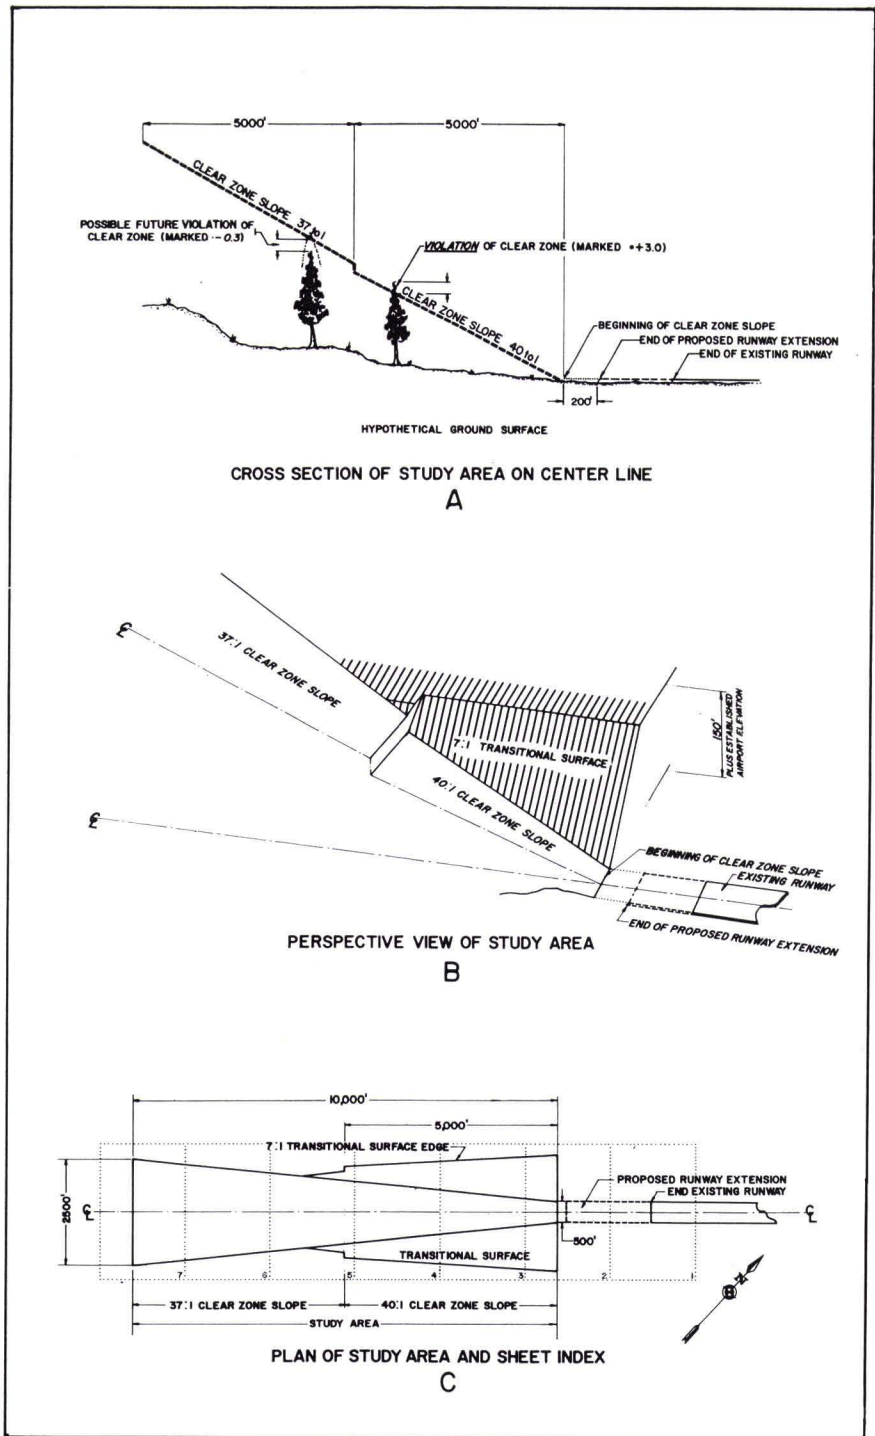 5000'
5000'
CLEAR ZONE SLOPE 37 to 1
POSSIBLE FUTURE VIOLATION OF
CLEAR ZONE (MARKED •-0.3)
VIOLATION OF CLEAR ZONE (MARKED •+3.0)
CLEAR ZONE SLOPE 40 to 1
BEGINNING OF CLEAR ZONE SLOPE
END OF PROPOSED RUNWAY EXTENSION
END OF EXISTING RUNWAY
200'
HYPOTHETICAL GROUND SURFACE
CROSS SECTION OF STUDY AREA ON CENTER LINE
A
℄
37:1 CLEAR ZONE SLOPE
7:1 TRANSITIONAL SURFACE
150'
PLUS ESTABLISHED
AIRPORT ELEVATION
40:1 CLEAR ZONE SLOPE
℄
BEGINNING OF CLEAR ZONE SLOPE
EXISTING RUNWAY
END OF PROPOSED RUNWAY EXTENSION
PERSPECTIVE VIEW OF STUDY AREA
B
10,000'
5,000'
7:1 TRANSITIONAL SURFACE EDGE
PROPOSED RUNWAY EXTENSION
END EXISTING RUNWAY
2500'
℄
℄
500'
TRANSITIONAL SURFACE
7 6 5 4 3 2 1
37:1 CLEAR ZONE SLOPE
40:1 CLEAR ZONE SLOPE
N
STUDY AREA
PLAN OF STUDY AREA AND SHEET INDEX
C